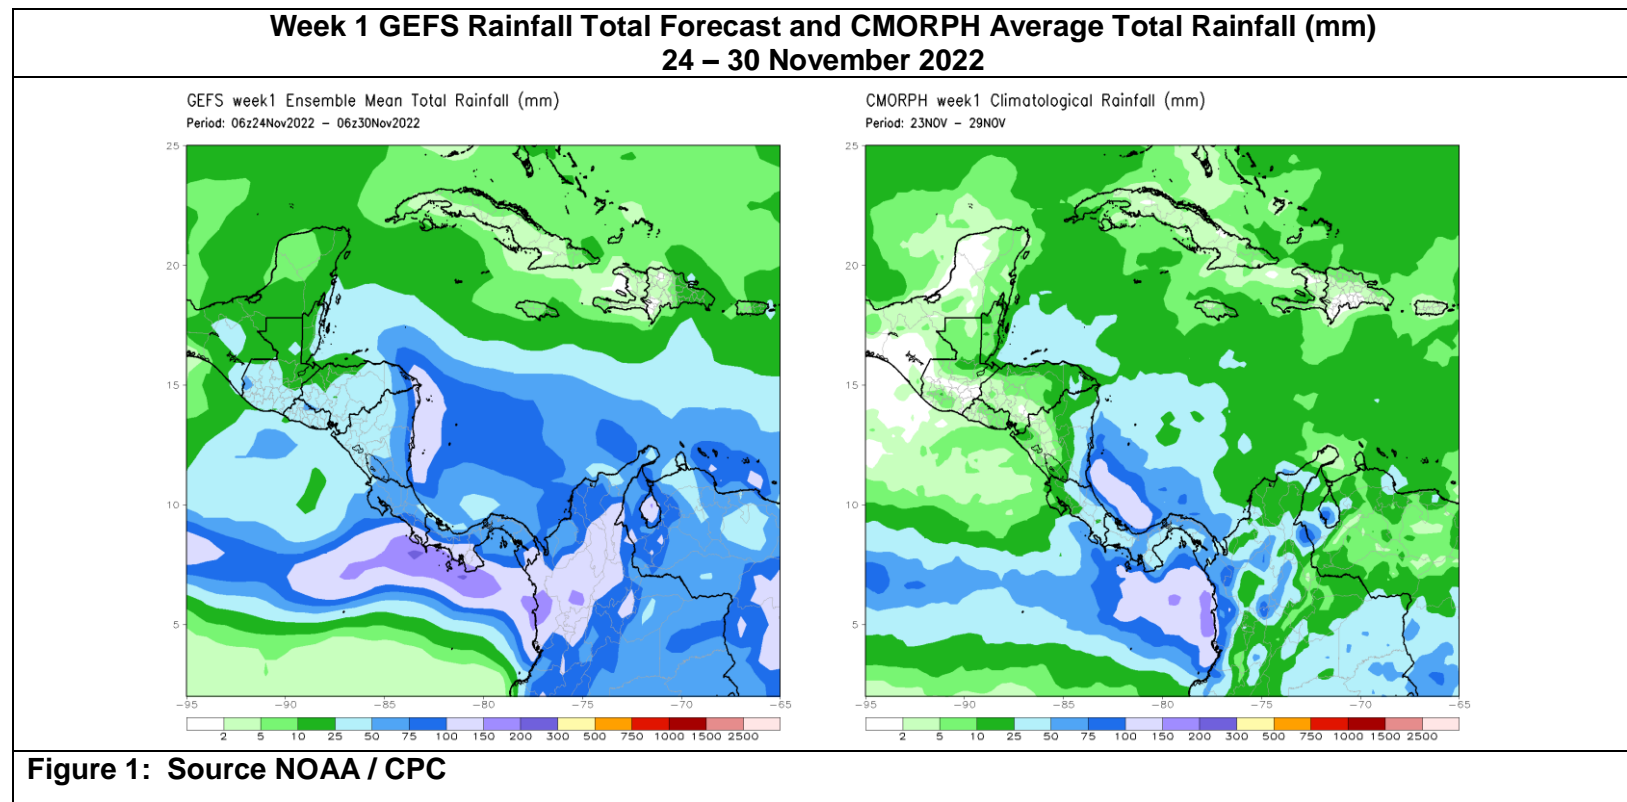 Week 1 GEFS Rainfall Total Forecast and CMORPH Average Total Rainfall (mm)
24 – 30 November 2022
GEFS week1 Ensemble Mean Total Rainfall (mm)
Period: 06z24Nov2022 – 06z30Nov2022
25
20
15
10
5
−95 −90 −85 −80 −75 −70 −65
2 5 10 25 50 75 100 150 200 300 500 750 1000 1500 2500
CMORPH week1 Climatological Rainfall (mm)
Period: 23NOV – 29NOV
25
20
15
10
5
−95 −90 −85 −80 −75 −70 −65
2 5 10 25 50 75 100 150 200 300 500 750 1000 1500 2500
Figure 1: Source NOAA / CPC